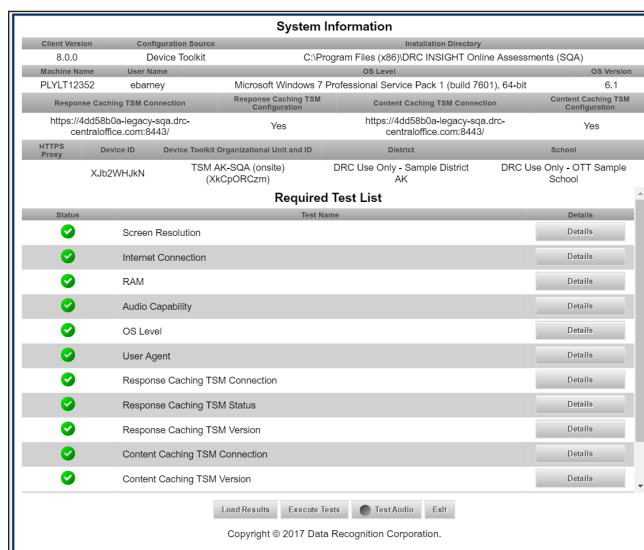 System Information
Client Version Configuration Source Installation Directory
8.0.0 Device Toolkit C:\Program Files (x86)\DRC INSIGHT Online Assessments (SQA)
Machine Name User Name OS Level OS Version
PLYLT12352 ebarney Microsoft Windows 7 Professional Service Pack 1 (build 7601), 64-bit 6.1
Response Caching TSM Connection Response Caching TSM Configuration Content Caching TSM Connection Content Caching TSM Configuration
https://4dd58b0a-legacy-sqa.drc-centraloffice.com:8443/ Yes https://4dd58b0a-legacy-sqa.drc-centraloffice.com:8443/ Yes
HTTPS Proxy Device ID Device Toolkit Organizational Unit and ID District School
XJb2WHJkN TSM AK-SQA (onsite) (XkCpORCzm) DRC Use Only - Sample District AK DRC Use Only - OTT Sample School
Required Test List
Status Test Name Details
Screen Resolution Details
Internet Connection Details
RAM Details
Audio Capability Details
OS Level Details
User Agent Details
Response Caching TSM Connection Details
Response Caching TSM Status Details
Response Caching TSM Version Details
Content Caching TSM Connection Details
Content Caching TSM Version Details
Load Results Execute Tests Test Audio Exit
Copyright © 2017 Data Recognition Corporation.